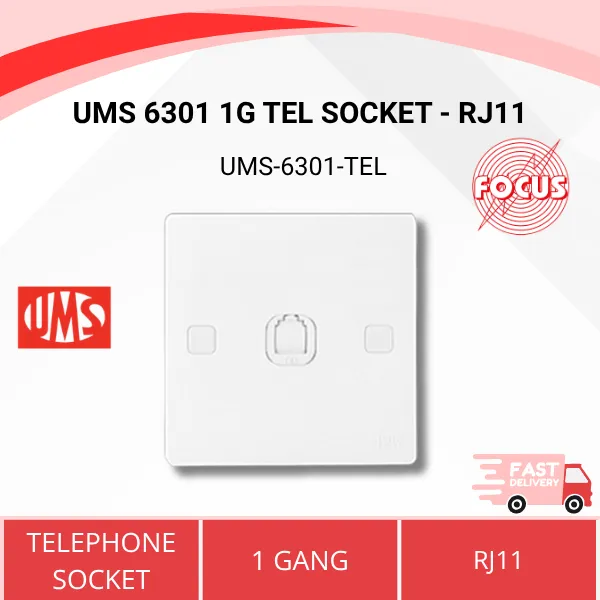 UMS 6301 1G TEL SOCKET - RJ11
UMS-6301-TEL
FOCUS
UMS
FAST
DELIVERY
TELEPHONE
SOCKET
1 GANG
RJ11